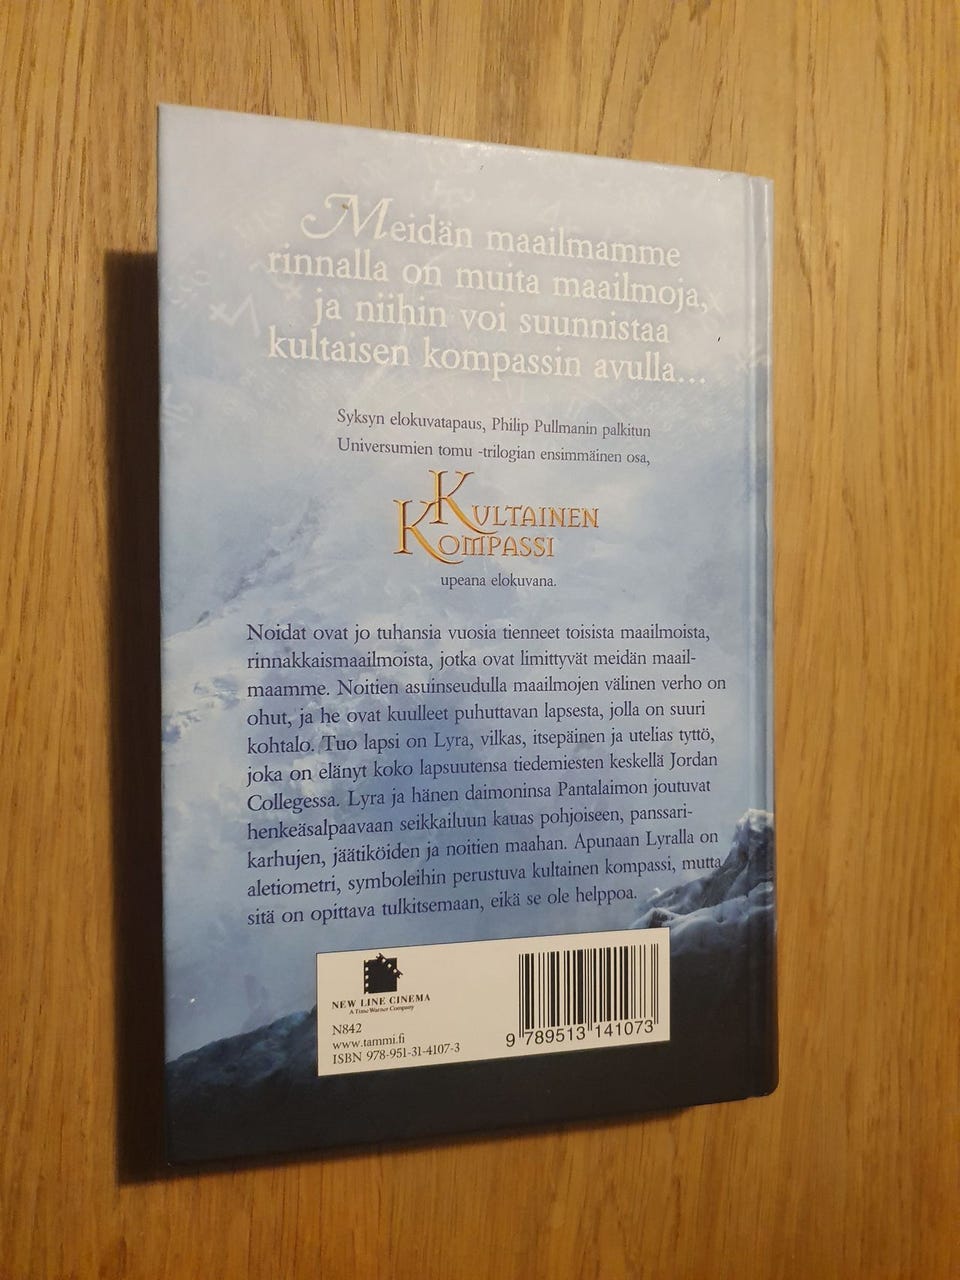 Meidän maailmamme
rinnalla on muita maailmoja,
ja niihin voi suunnistaa
kultaisen kompassin avulla...
Syksyn elokuvatapaus, Philip Pullmanin palkitun
Universumien tomu -trilogian ensimmäinen osa,
KULTAINEN
KOMPASSI
upeana elokuvana.
Noidat ovat jo tuhansia vuosia tienneet toisista maailmoista,
rinnakkaismaailmoista, jotka ovat limittyvät meidän maail-
maamme. Noitien asuinseudulla maailmojen välinen verho on
ohut, ja he ovat kuulleet puhuttavan lapsesta, jolla on suuri
kohtalo. Tuo lapsi on Lyra, vilkas, itsepäinen ja utelias tyttö,
joka on elänyt koko lapsuutensa tiedemiesten keskellä Jordan
Collegessa. Lyra ja hänen daimoninsa Pantalaimon joutuvat
henkeäsalpaavaan seikkailuun kauas pohjoiseen, panssari-
karhujen, jäätiköiden ja noitien maahan. Apunaan Lyralla on
aletiometri, symboleihin perustuva kultainen kompassi, mutta
sitä on opittava tulkitsemaan, eikä se ole helppoa.
NEW LINE CINEMA
A Time Warner Company
N842
www.tammi.fi
ISBN 978-951-31-4107-3
9 789513 141073